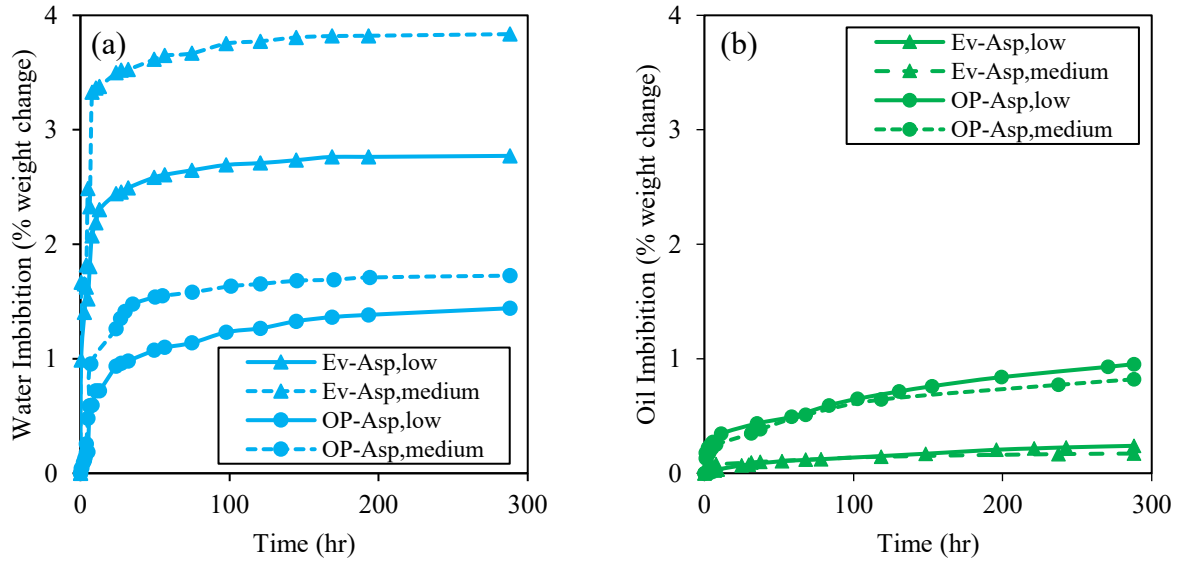 (a)
Water Imbibition (% weight change)
4
3
2
1
0
0
100
200
300
Time (hr)
Ev-Asp,low
Ev-Asp,medium
OP-Asp,low
OP-Asp,medium
(b)
Oil Imbibition (% weight change)
4
3
2
1
0
0
100
200
300
Time (hr)
Ev-Asp,low
Ev-Asp,medium
OP-Asp,low
OP-Asp,medium